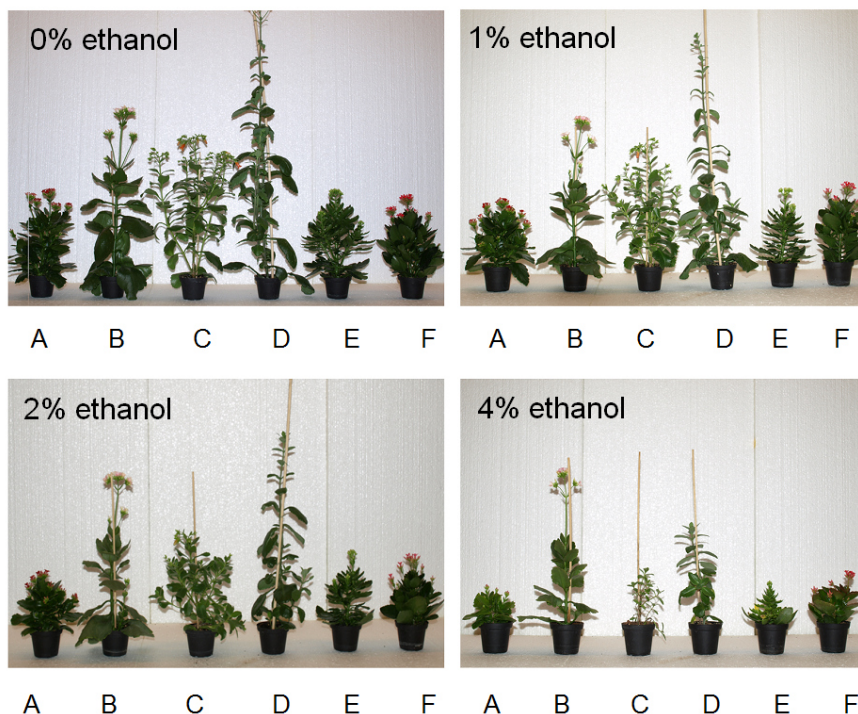 0% ethanol
1% ethanol
A B C D E F
A B C D E F
2% ethanol
4% ethanol
A B C D E F
A B C D E F